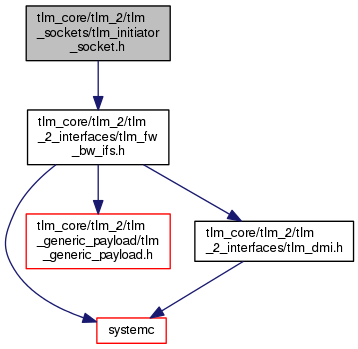 tlm_core/tlm_2/tlm
_sockets/tlm_initiator
_socket.h
tlm_core/tlm_2/tlm
_2_interfaces/tlm_fw
_bw_ifs.h
tlm_core/tlm_2/tlm
_generic_payload/tlm
_generic_payload.h
tlm_core/tlm_2/tlm
_2_interfaces/tlm_dmi.h
systemc